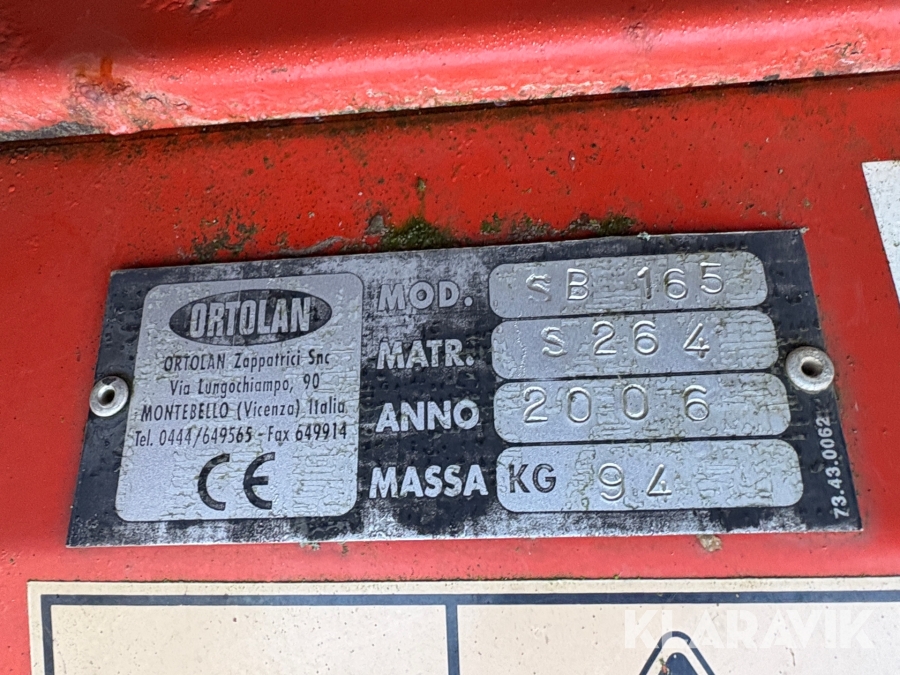 ORTOLAN
ORTOLAN Zappatrici Snc
Via Lungochiampo, 90
MONTEBELLO (Vicenza) Italia
Tel. 0444/649565 - Fax 649914
CE
MOD. SB 165
MATR. S264
ANNO 2006
MASSA KG 94
73.43.0062
KLARAVIK